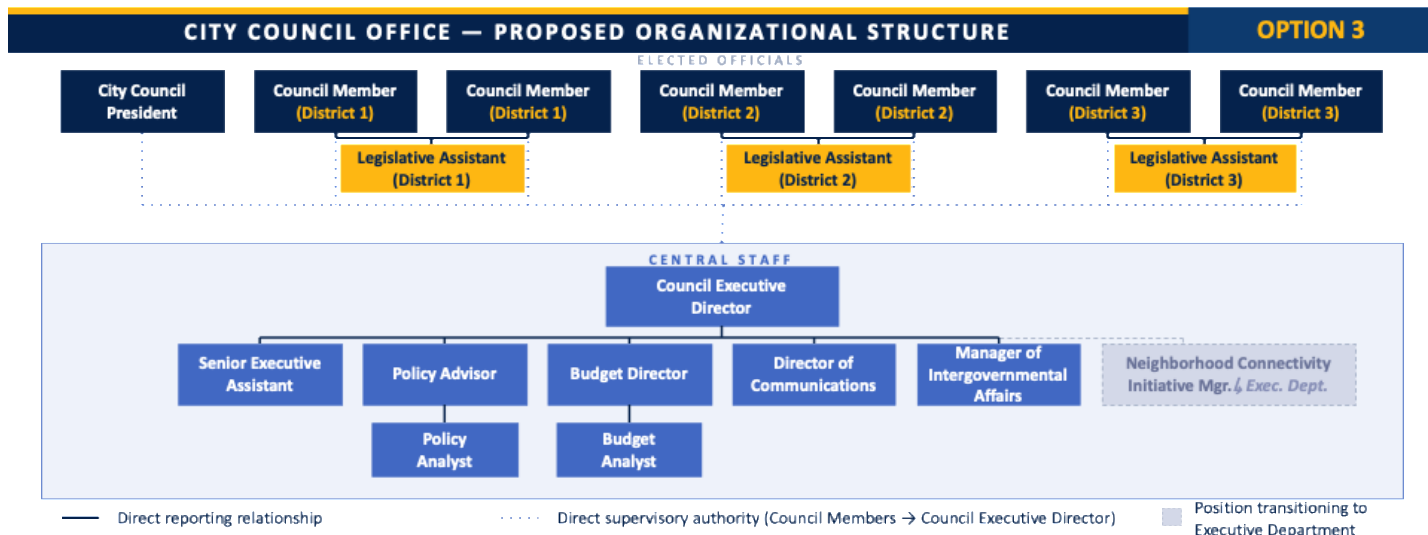 CITY COUNCIL OFFICE — PROPOSED ORGANIZATIONAL STRUCTURE
OPTION 3
ELECTED OFFICIALS
City Council
President
Council Member
(District 1)
Council Member
(District 1)
Council Member
(District 2)
Council Member
(District 2)
Council Member
(District 3)
Council Member
(District 3)
Legislative Assistant
(District 1)
Legislative Assistant
(District 2)
Legislative Assistant
(District 3)
CENTRAL STAFF
Council Executive
Director
Senior Executive
Assistant
Policy Advisor
Budget Director
Director of
Communications
Manager of
Intergovernmental
Affairs
Neighborhood Connectivity
Initiative Mgr.↳ Exec. Dept.
Policy
Analyst
Budget
Analyst
Direct reporting relationship
Direct supervisory authority (Council Members → Council Executive Director)
Position transitioning to
Executive Department